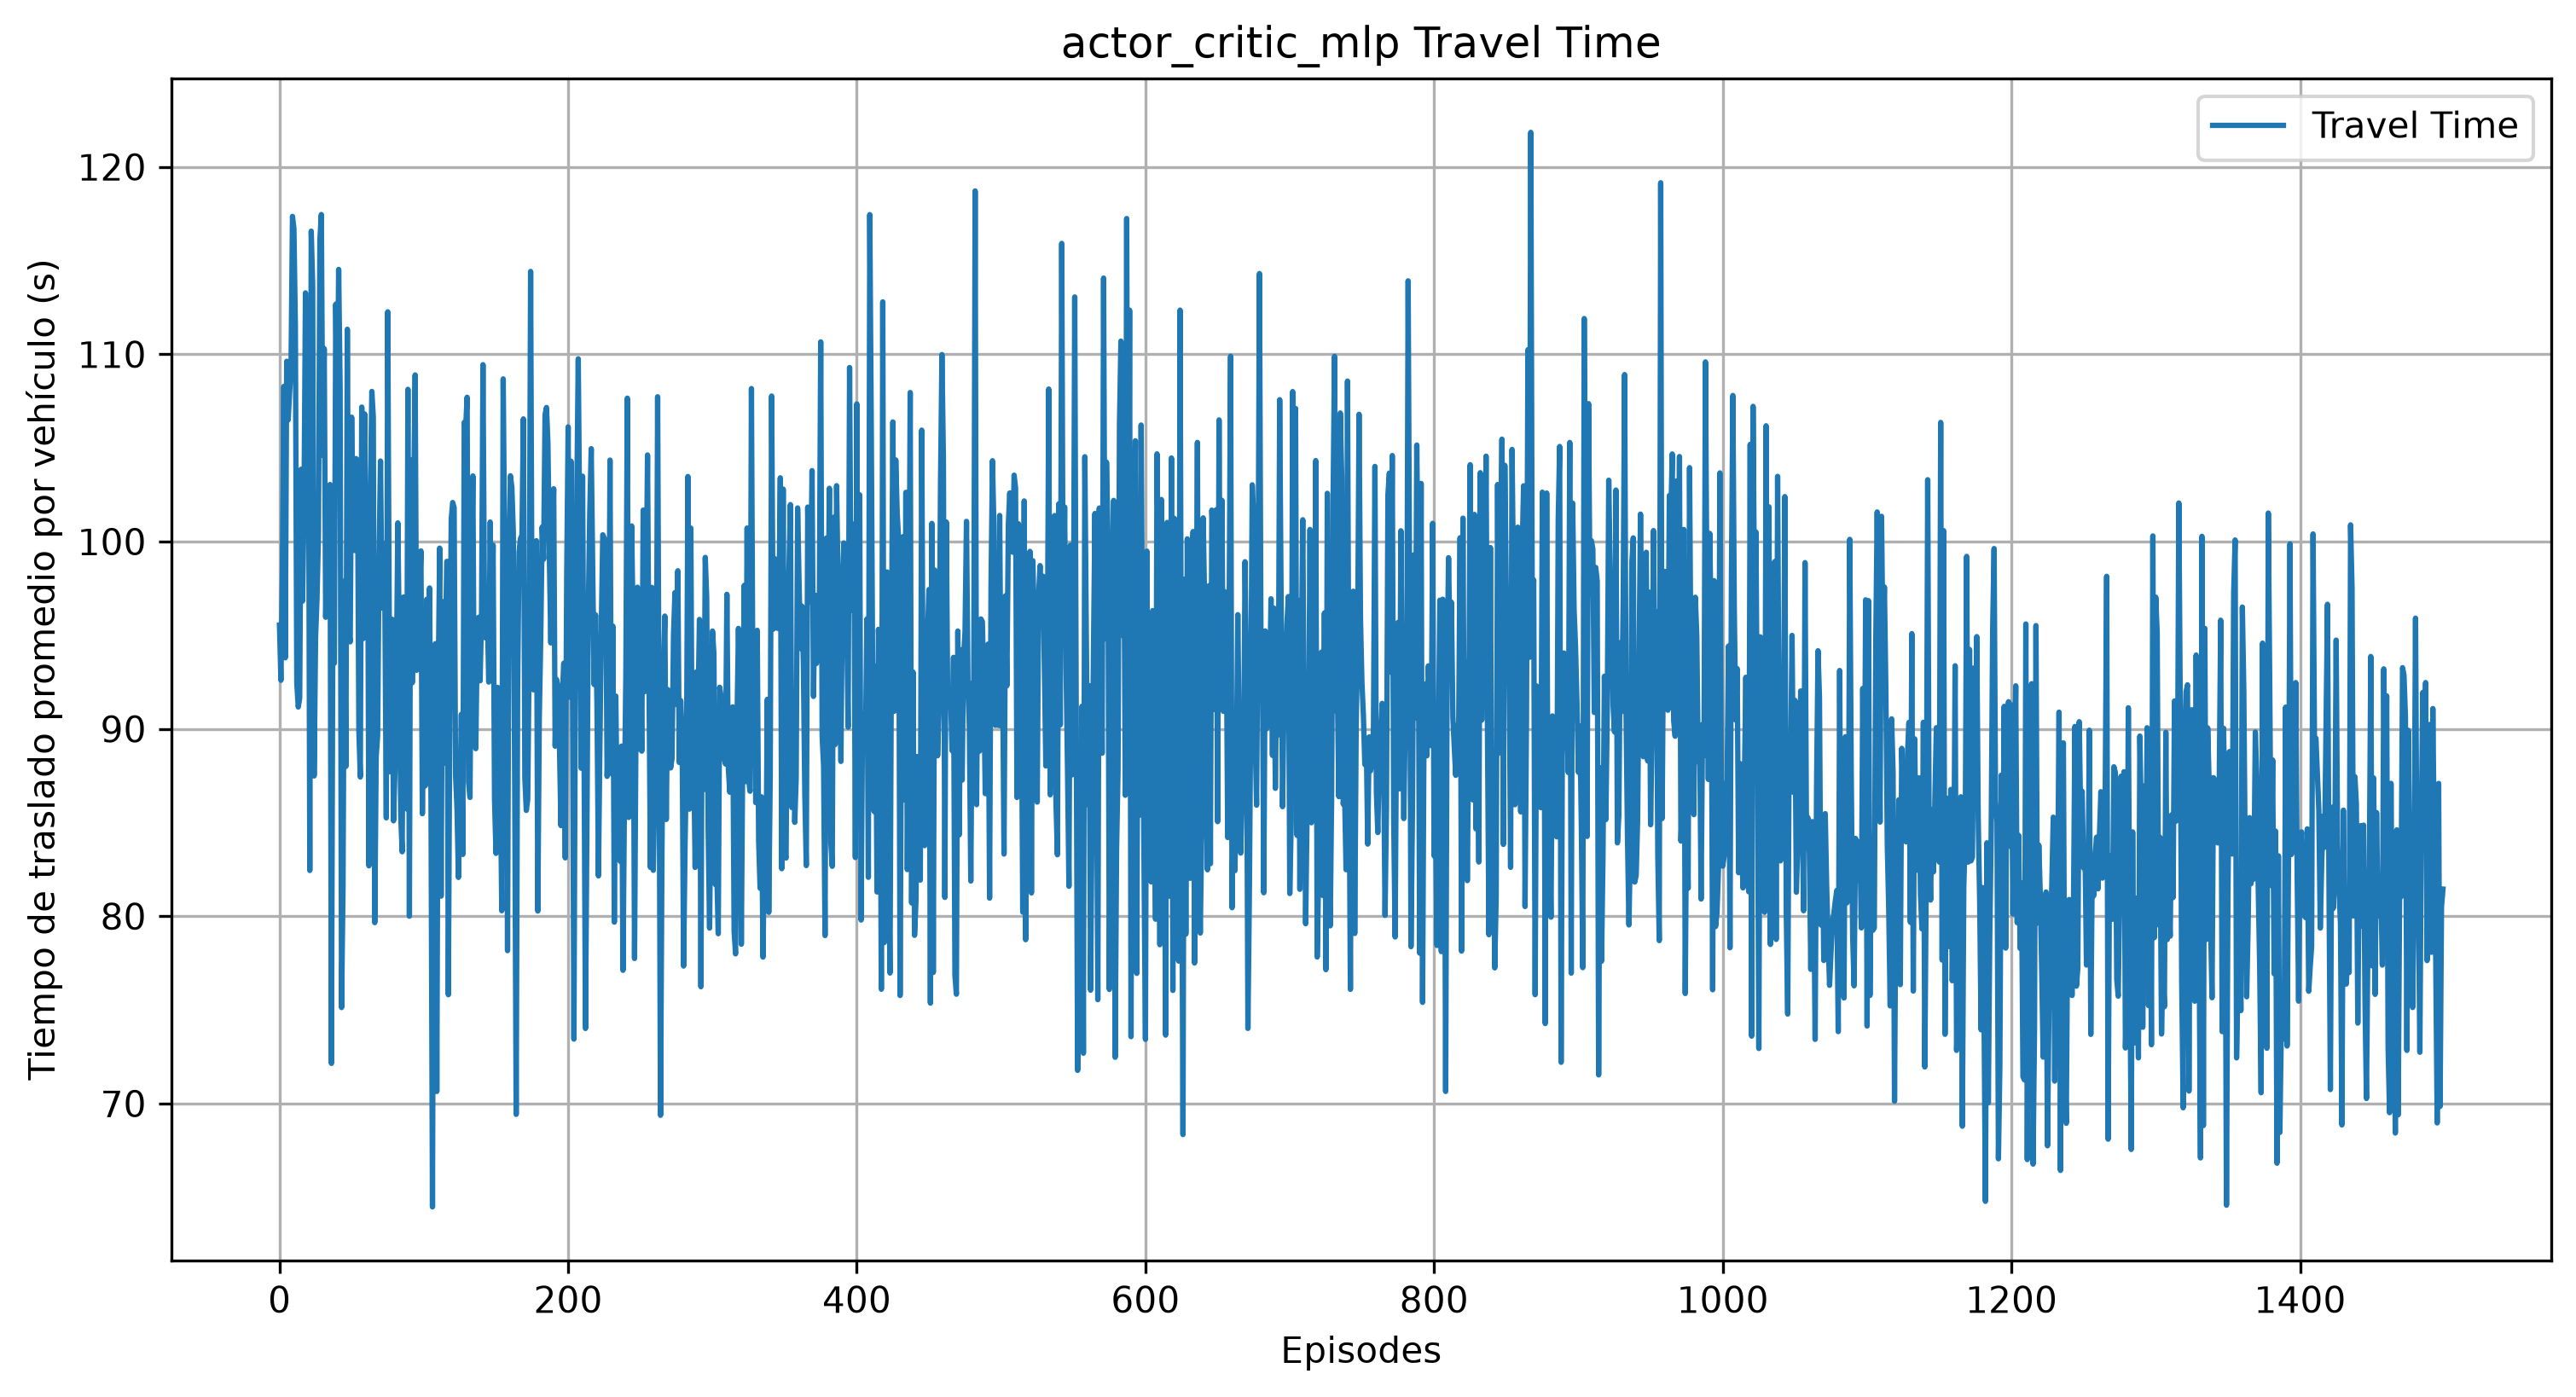 actor_critic_mlp Travel Time
Travel Time
Tiempo de traslado promedio por vehículo (s)
120
110
100
90
80
70
0 200 400 600 800 1000 1200 1400
Episodes